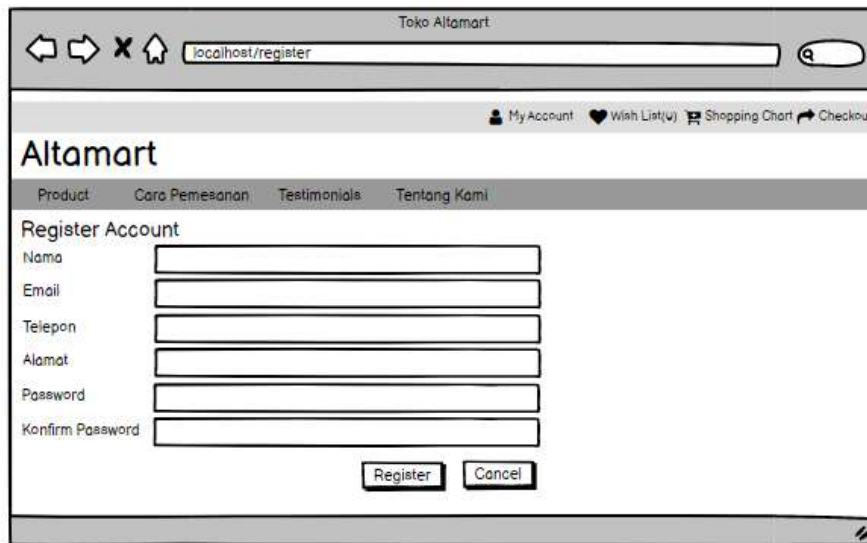 Toko Altamart
localhost/register
My Account Wish List(0) Shopping Chart Checkou
Altamart
Product Cara Pemesanan Testimonials Tentang Kami
Register Account
Nama
Email
Telepon
Alamat
Password
Konfirm Password
Register Cancel